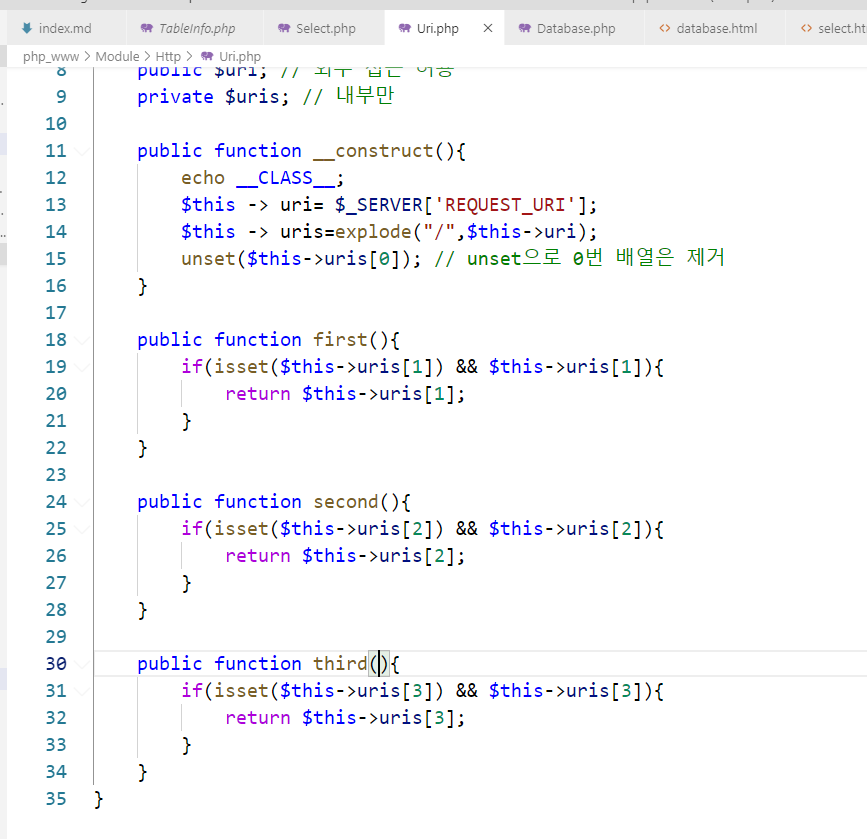 index.md TableInfo.php Select.php Uri.php × Database.php database.html select.ht
php_www > Module > Http > Uri.php
8 public $uri; // 외부 접근 허용
9 private $uris; // 내부만
10
11 public function __construct(){
12 echo __CLASS__;
13 $this -> uri= $_SERVER['REQUEST_URI'];
14 $this -> uris=explode("/",$this->uri);
15 unset($this->uris[0]); // unset으로 0번 배열은 제거
16 }
17
18 public function first(){
19 if(isset($this->uris[1]) && $this->uris[1]){
20 return $this->uris[1];
21 }
22 }
23
24 public function second(){
25 if(isset($this->uris[2]) && $this->uris[2]){
26 return $this->uris[2];
27 }
28 }
29
30 public function third(){
31 if(isset($this->uris[3]) && $this->uris[3]){
32 return $this->uris[3];
33 }
34 }
35 }